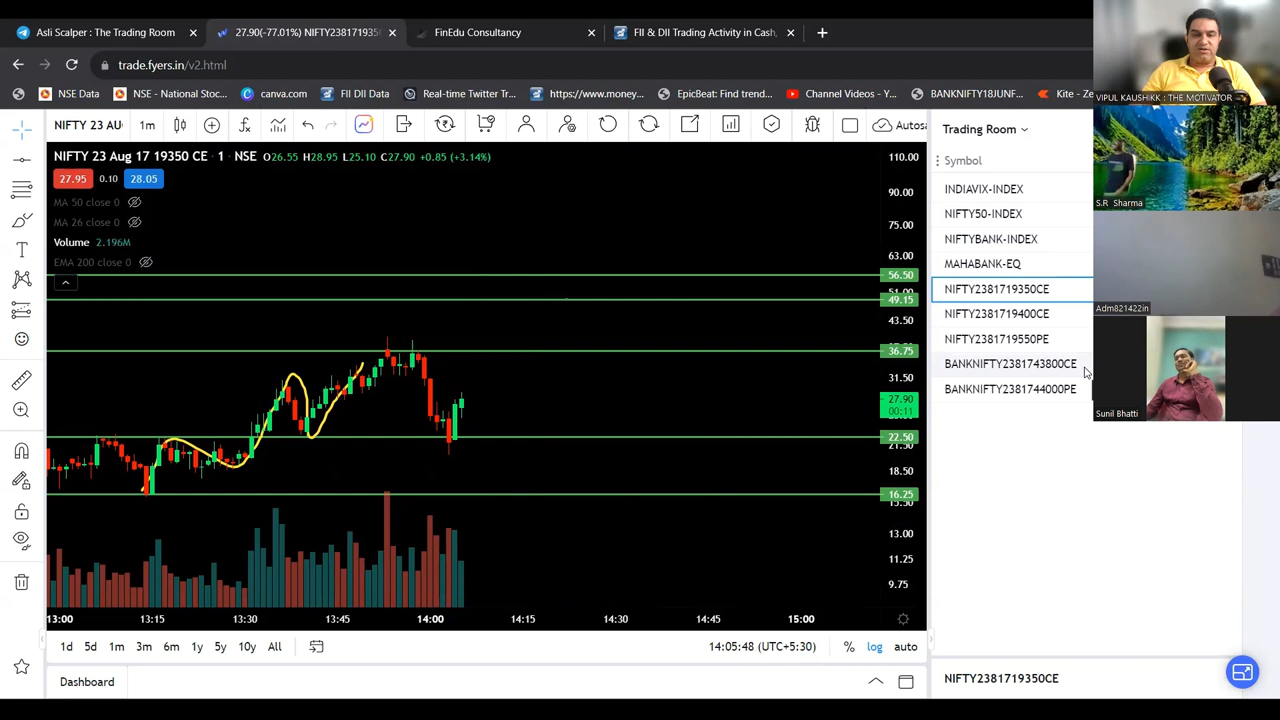 Asli Scalper : The Trading Room
27.90(-77.01%) NIFTY23817193
FinEdu Consultancy
FII & DII Trading Activity in Cash,
trade.fyers.in/v2.html
NSE Data
NSE - National Stoc...
canva.com
FII DII Data
Real-time Twitter Tr...
https://www.money...
EpicBeat: Find trend...
Channel Videos - Y...
BANKNIFTY18JUNF...
Kite - Ze
VIPUL KAUSHIKK : THE MOTIVATOR
NIFTY 23 AU
1m
Autos
NIFTY 23 Aug 17 19350 CE · 1 · NSE O26.55 H28.95 L25.10 C27.90 +0.85 (+3.14%)
27.95 0.10 28.05
MA 50 close 0
MA 26 close 0
Volume 2.196M
EMA 200 close 0
110.00
90.00
75.00
63.00
56.50
49.15
43.50
36.75
31.50
27.90
00:11
22.50
18.50
16.25
13.00
11.25
9.75
13:00 13:15 13:30 13:45 14:00 14:15 14:30 14:45 15:00
1d 5d 1m 3m 6m 1y 5y 10y All
14:05:48 (UTC+5:30) % log auto
Dashboard
Trading Room
Symbol
INDIAVIX-INDEX
NIFTY50-INDEX
NIFTYBANK-INDEX
MAHABANK-EQ
NIFTY2381719350CE
NIFTY2381719400CE
NIFTY2381719550PE
BANKNIFTY2381743800CE
BANKNIFTY2381744000PE
NIFTY2381719350CE
S.R Sharma
Adm821422in
Sunil Bhatti